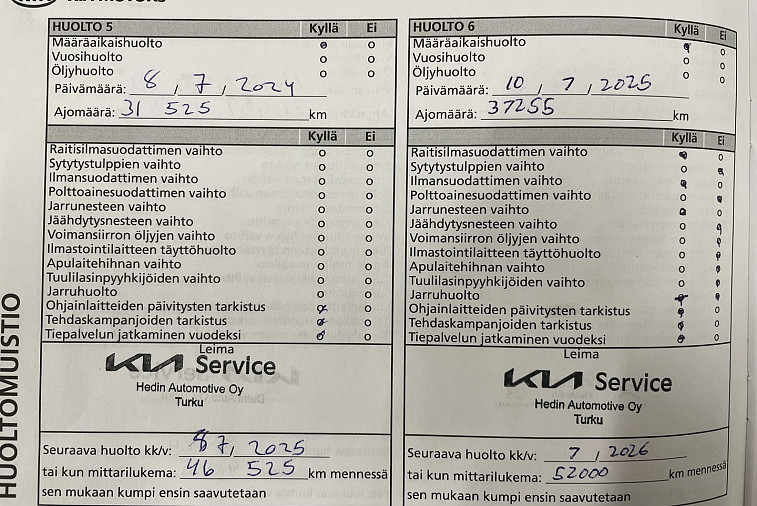 HUOLTOMUISTIO
HUOLTO 5 Kyllä Ei
Määräaikaishuolto
Vuosihuolto
Öljyhuolto
Päivämäärä: 8 , 7 , 2024
Ajomäärä: 31 525 km
Kyllä Ei
Raitisilmasuodattimen vaihto
Sytytystulppien vaihto
Ilmansuodattimen vaihto
Polttoainesuodattimen vaihto
Jarrunesteen vaihto
Jäähdytysnesteen vaihto
Voimansiirron öljyjen vaihto
Ilmastointilaitteen täyttöhuolto
Apulaitehihnan vaihto
Tuulilasinpyyhkijöiden vaihto
Jarruhuolto
Ohjainlaitteiden päivitysten tarkistus
Tehdaskampanjoiden tarkistus
Tiepalvelun jatkaminen vuodeksi
Leima
KIA Service
Hedin Automotive Oy
Turku
Seuraava huolto kk/v: 7, 2025
tai kun mittarilukema: 46 525 km mennessä
sen mukaan kumpi ensin saavutetaan
HUOLTO 6 Kyllä Ei
Määräaikaishuolto
Vuosihuolto
Öljyhuolto
Päivämäärä: 10 , 7 , 2025
Ajomäärä: 37255 km
Kyllä Ei
Raitisilmasuodattimen vaihto
Sytytystulppien vaihto
Ilmansuodattimen vaihto
Polttoainesuodattimen vaihto
Jarrunesteen vaihto
Jäähdytysnesteen vaihto
Voimansiirron öljyjen vaihto
Ilmastointilaitteen täyttöhuolto
Apulaitehihnan vaihto
Tuulilasinpyyhkijöiden vaihto
Jarruhuolto
Ohjainlaitteiden päivitysten tarkistus
Tehdaskampanjoiden tarkistus
Tiepalvelun jatkaminen vuodeksi
Leima
KIA Service
Hedin Automotive Oy
Turku
Seuraava huolto kk/v: 7 , 2026
tai kun mittarilukema: 52000 km mennessä
sen mukaan kumpi ensin saavutetaan